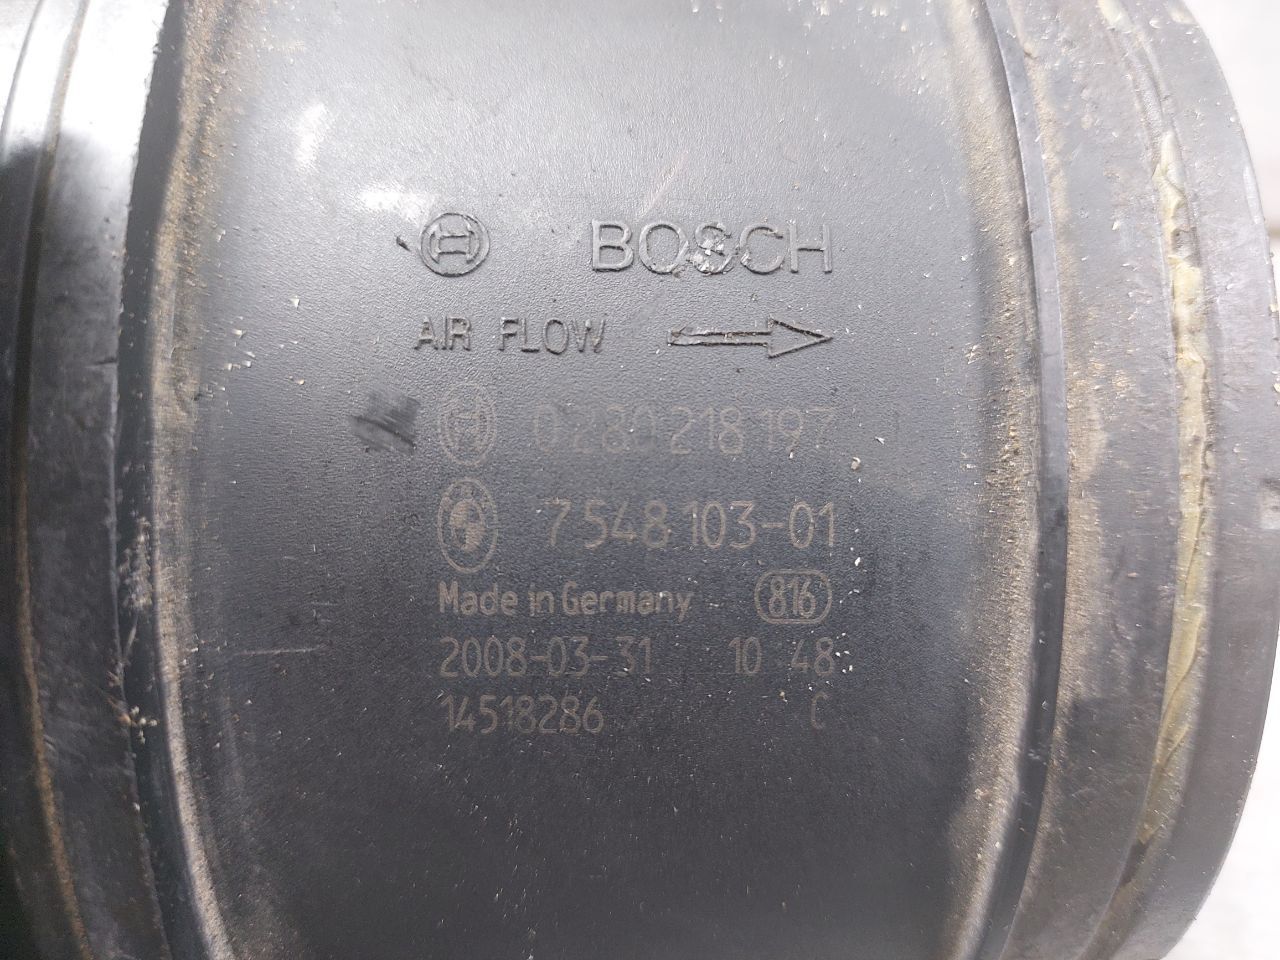 BOSCH
AIR FLOW
0 280 218 197
7 548 103-01
Made in Germany 816
2008-03-31 10 48
14518286 C